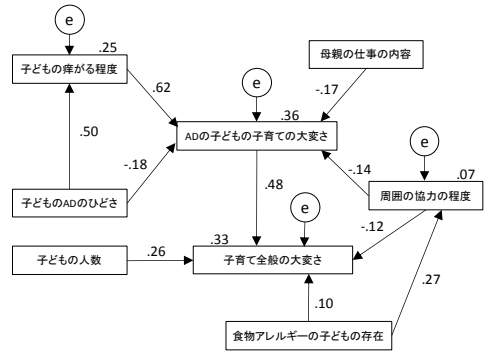 e
.25
子どもの痒がる程度
母親の仕事の内容
.62
e
-.17
.36
ADの子どもの子育ての大変さ
.50
e
-.18
-.14
.07
子どものADのひどさ
周囲の協力の程度
.48
e
-.12
子どもの人数
.26
.33
子育て全般の大変さ
.27
.10
食物アレルギーの子どもの存在